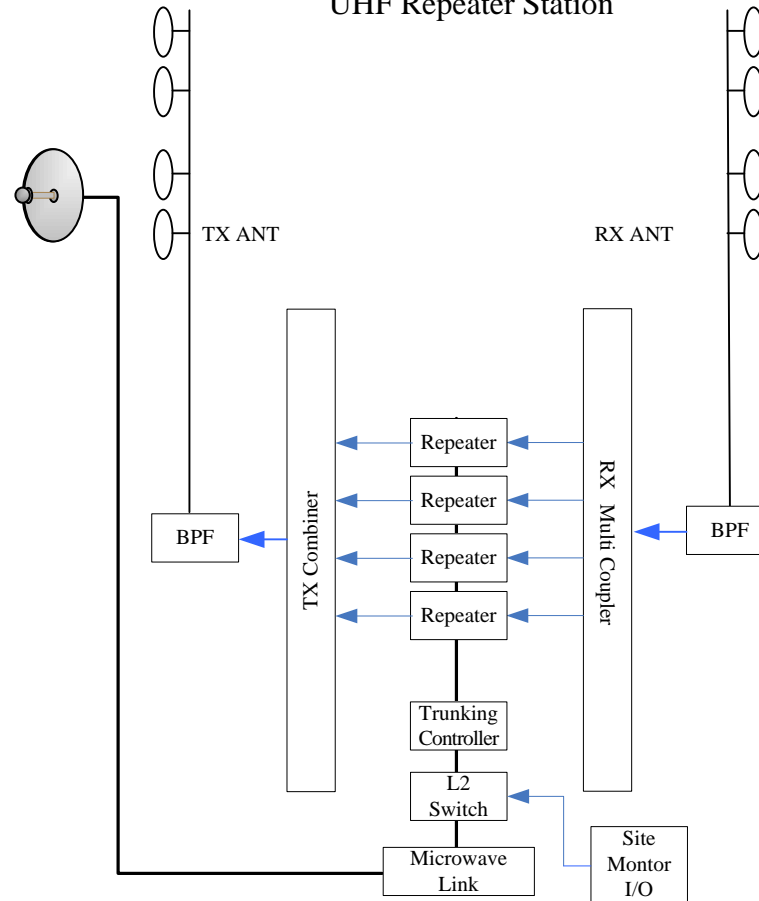 UHF Repeater Station
TX ANT
RX ANT
Repeater
Repeater
Repeater
Repeater
TX Combiner
RX Multi Coupler
BPF
BPF
Trunking
Controller
L2
Switch
Microwave
Link
Site
Montor
I/O